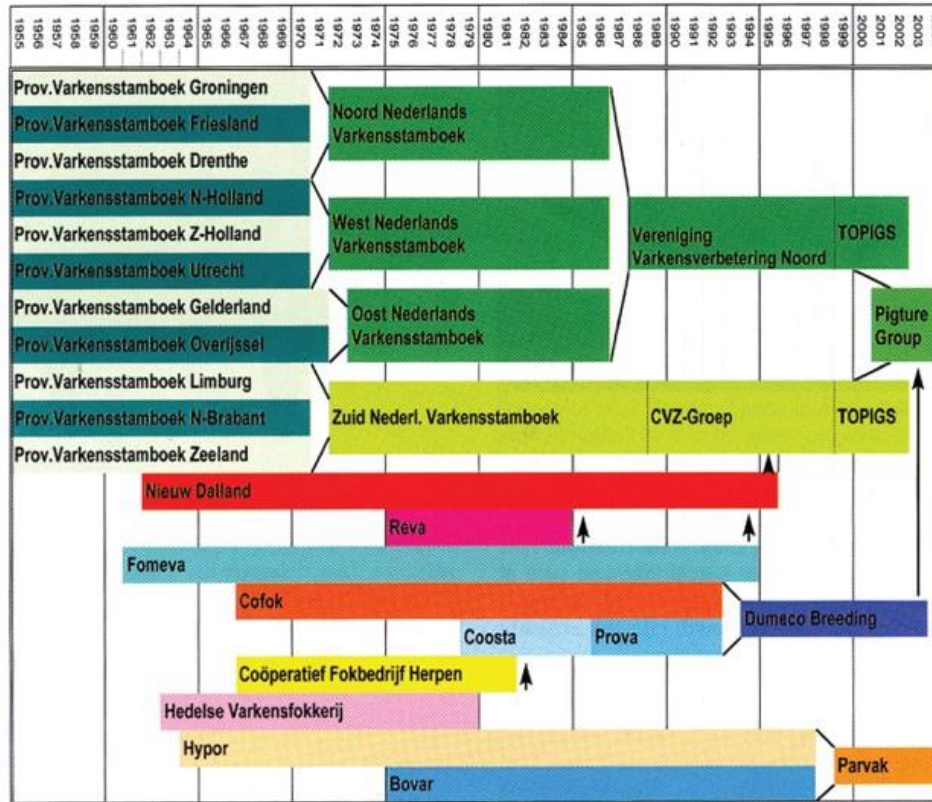 1955
1956
1957
1958
1959
1960
1961
1962
1963
1964
1965
1966
1967
1968
1969
1970
1971
1972
1973
1974
1975
1976
1977
1978
1979
1980
1981
1982
1983
1984
1985
1986
1987
1988
1989
1990
1991
1992
1993
1994
1995
1996
1997
1998
1999
2000
2001
2002
2003
Prov.Varkensstamboek Groningen
Prov.Varkensstamboek Friesland
Prov.Varkensstamboek Drenthe
Prov.Varkensstamboek N-Holland
Prov.Varkensstamboek Z-Holland
Prov.Varkensstamboek Utrecht
Prov.Varkensstamboek Gelderland
Prov.Varkensstamboek Overijssel
Prov.Varkensstamboek Limburg
Prov.Varkensstamboek N-Brabant
Prov.Varkensstamboek Zeeland
Noord Nederlands
Varkensstamboek
West Nederlands
Varkensstamboek
Oost Nederlands
Varkensstamboek
Vereniging
Varkensverbetering Noord
TOPIGS
Pigture
Group
Zuid Nederl. Varkensstamboek
CVZ-Groep
TOPIGS
Nieuw Dalland
Reva
Fomeva
Cofok
Coosta
Prova
Dumeco Breeding
Coöperatief Fokbedrijf Herpen
Hedelse Varkensfokkerij
Hypor
Bovar
Parvak